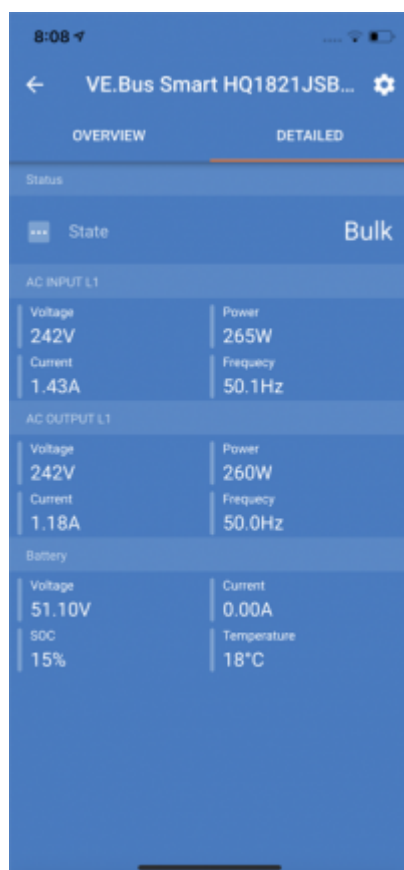 8:08
VE.Bus Smart HQ1821JSB...
OVERVIEW DETAILED
Status
State Bulk
AC INPUT L1
Voltage Power
242V 265W
Current Frequecy
1.43A 50.1Hz
AC OUTPUT L1
Voltage Power
242V 260W
Current Frequecy
1.18A 50.0Hz
Battery
Voltage Current
51.10V 0.00A
SOC Temperature
15% 18°C